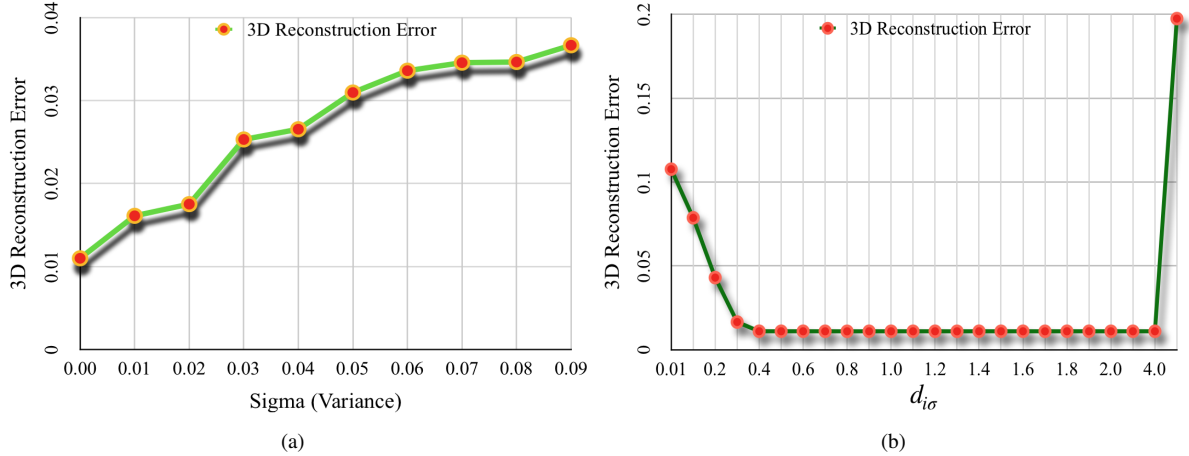 3D Reconstruction Error
3D Reconstruction Error
0.04
0.03
0.02
0.01
0
0.00 0.01 0.02 0.03 0.04 0.05 0.06 0.07 0.08 0.09
Sigma (Variance)
(a)
3D Reconstruction Error
3D Reconstruction Error
0.2
0.15
0.1
0.05
0
0.01 0.2 0.4 0.6 0.8 1.0 1.2 1.4 1.6 1.8 2.0 4.0
d_{iσ}
(b)